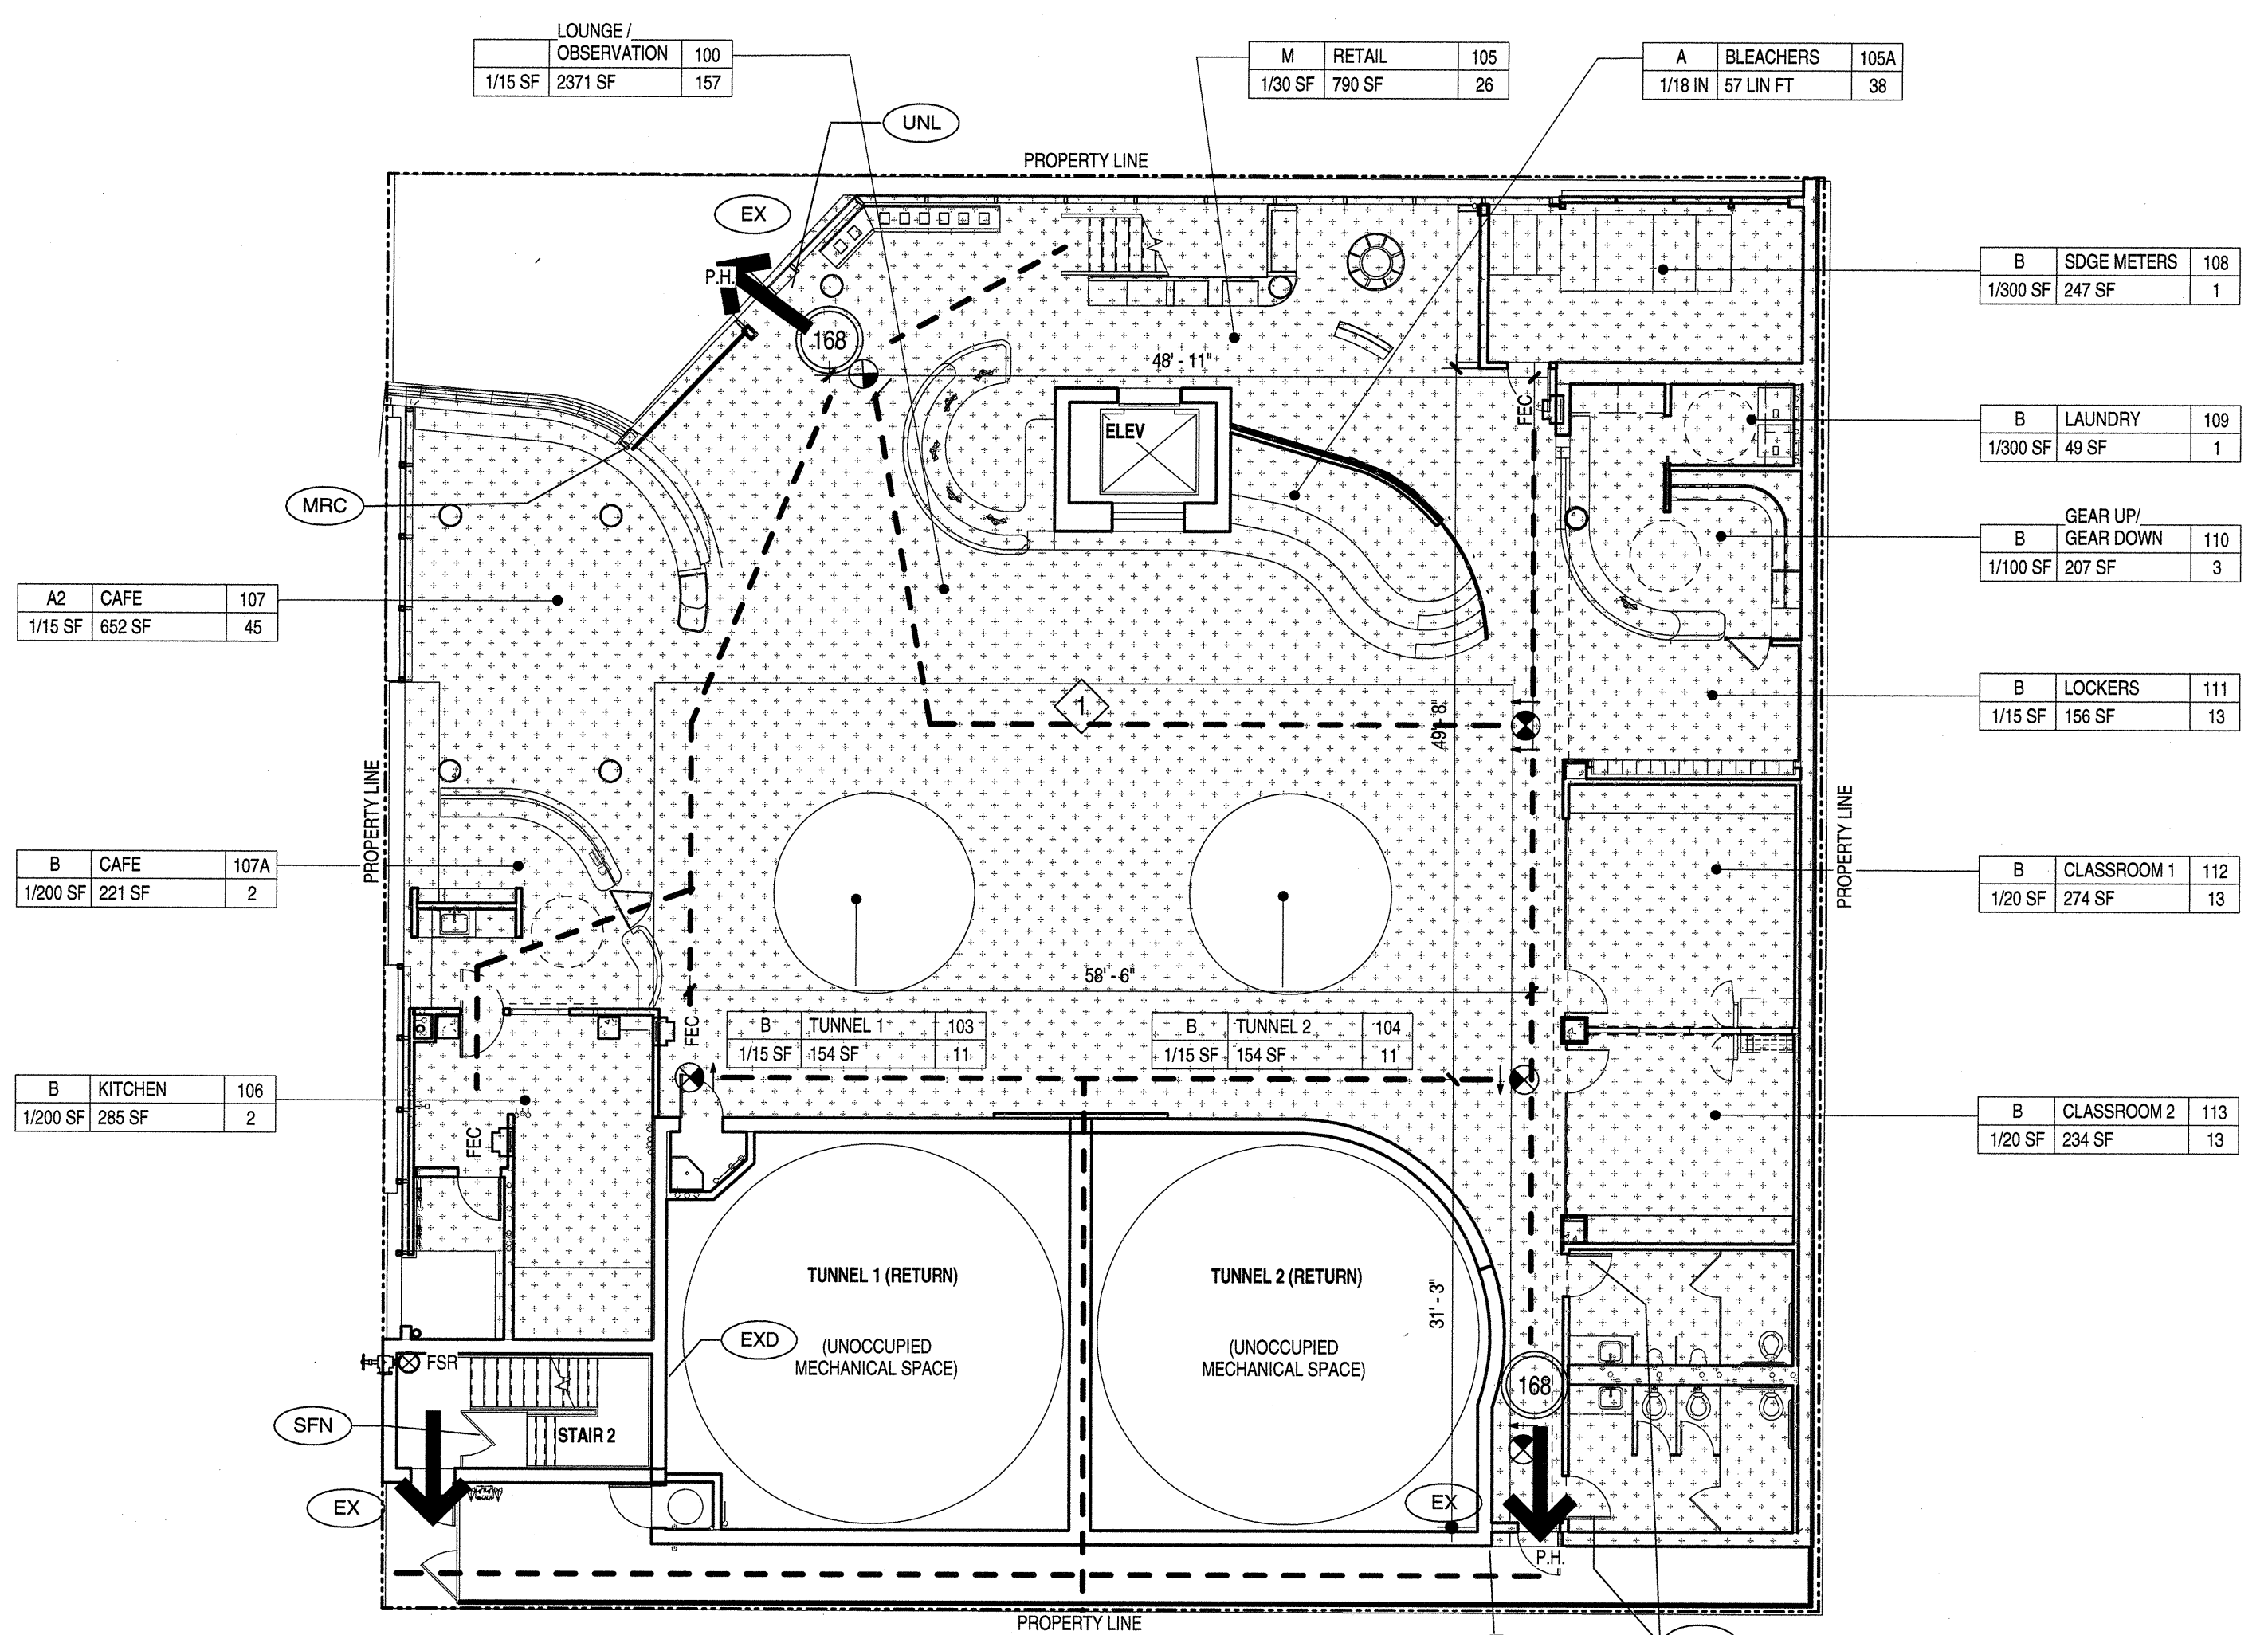 LOUNGE /
OBSERVATION 100
1/15 SF 2371 SF 157
M RETAIL 105
1/30 SF 790 SF 26
A BLEACHERS 105A
1/18 IN 57 LIN FT 38
UNL
PROPERTY LINE
EX
P.H.
168
48' - 11"
B SDGE METERS 108
1/300 SF 247 SF 1
FEC
ELEV
B LAUNDRY 109
1/300 SF 49 SF 1
MRC
GEAR UP/
B GEAR DOWN 110
1/100 SF 207 SF 3
A2 CAFE 107
1/15 SF 652 SF 45
1
49' - 8"
B LOCKERS 111
1/15 SF 156 SF 13
PROPERTY LINE
PROPERTY LINE
B CAFE 107A
1/200 SF 221 SF 2
B CLASSROOM 1 112
1/20 SF 274 SF 13
58' - 6"
FEC
B TUNNEL 1 103
1/15 SF 154 SF 11
B TUNNEL 2 104
1/15 SF 154 SF 11
B KITCHEN 106
1/200 SF 285 SF 2
FEC
B CLASSROOM 2 113
1/20 SF 234 SF 13
TUNNEL 1 (RETURN)
(UNOCCUPIED
MECHANICAL SPACE)
TUNNEL 2 (RETURN)
(UNOCCUPIED
MECHANICAL SPACE)
31' - 3"
EXD
FSR
168
SFN
STAIR 2
EX
EX
P.H.
PROPERTY LINE